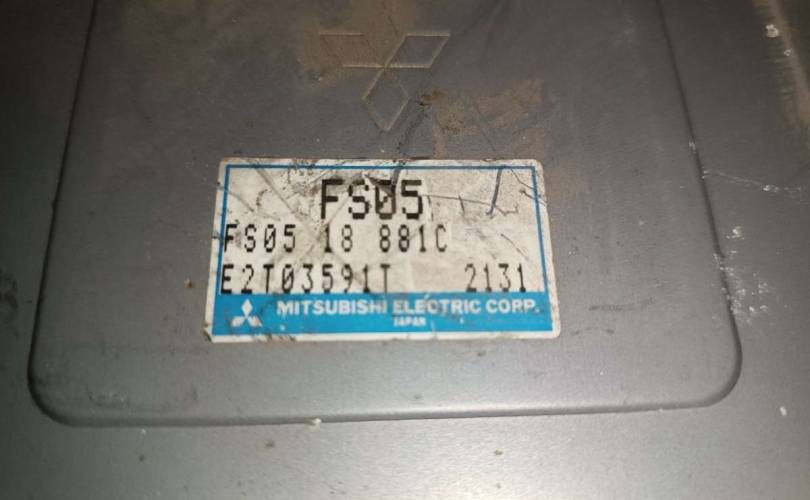 FS05
FS05 18 881C
E2T03591T 2131
MITSUBISHI ELECTRIC CORP.
JAPAN